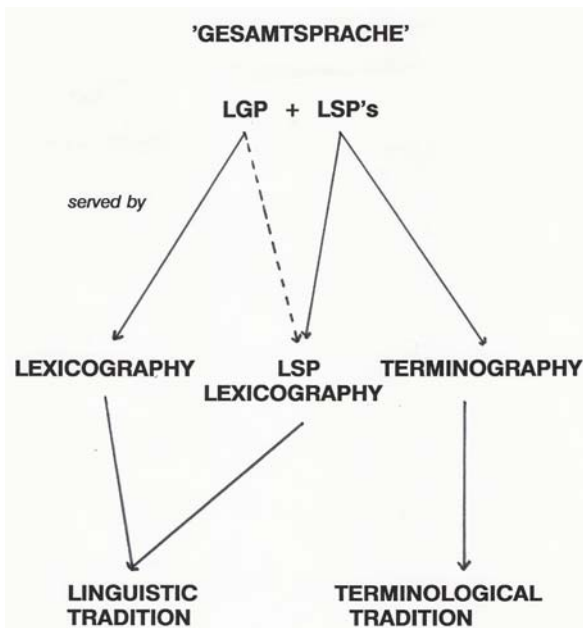 'GESAMTSPRACHE'
LGP + LSP's
served by
LEXICOGRAPHY
LSP
LEXICOGRAPHY
TERMINOGRAPHY
LINGUISTIC
TRADITION
TERMINOLOGICAL
TRADITION